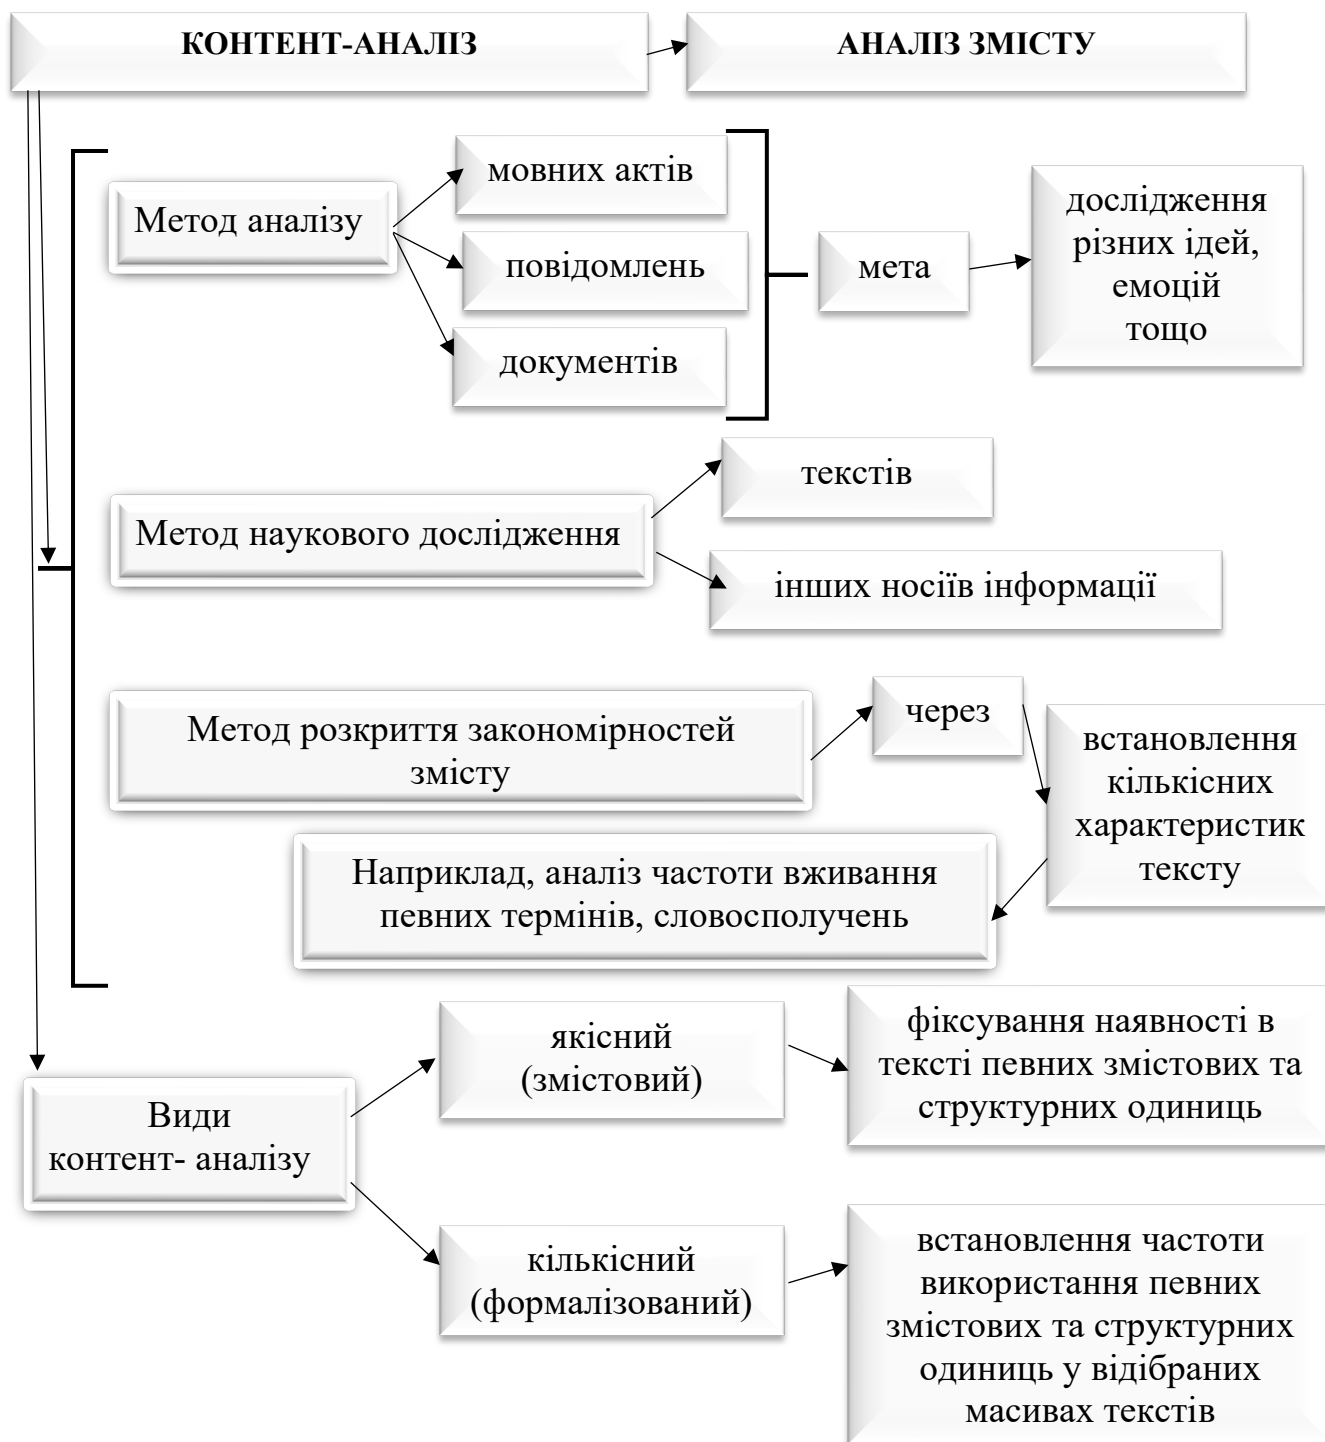 КОНТЕНТ-АНАЛІЗ
АНАЛІЗ ЗМІСТУ
Метод аналізу
мовних актів
повідомлень
документів
мета
дослідження
різних ідей,
емоцій
тощо
Метод наукового дослідження
текстів
інших носіїв інформації
Метод розкриття закономірностей
змісту
через
встановлення
кількісних
характеристик
тексту
Наприклад, аналіз частоти вживання
певних термінів, словосполучень
Види
контент- аналізу
якісний
(змістовий)
фіксування наявності в
тексті певних змістових та
структурних одиниць
кількісний
(формалізований)
встановлення частоти
використання певних
змістових та структурних
одиниць у відібраних
масивах текстів